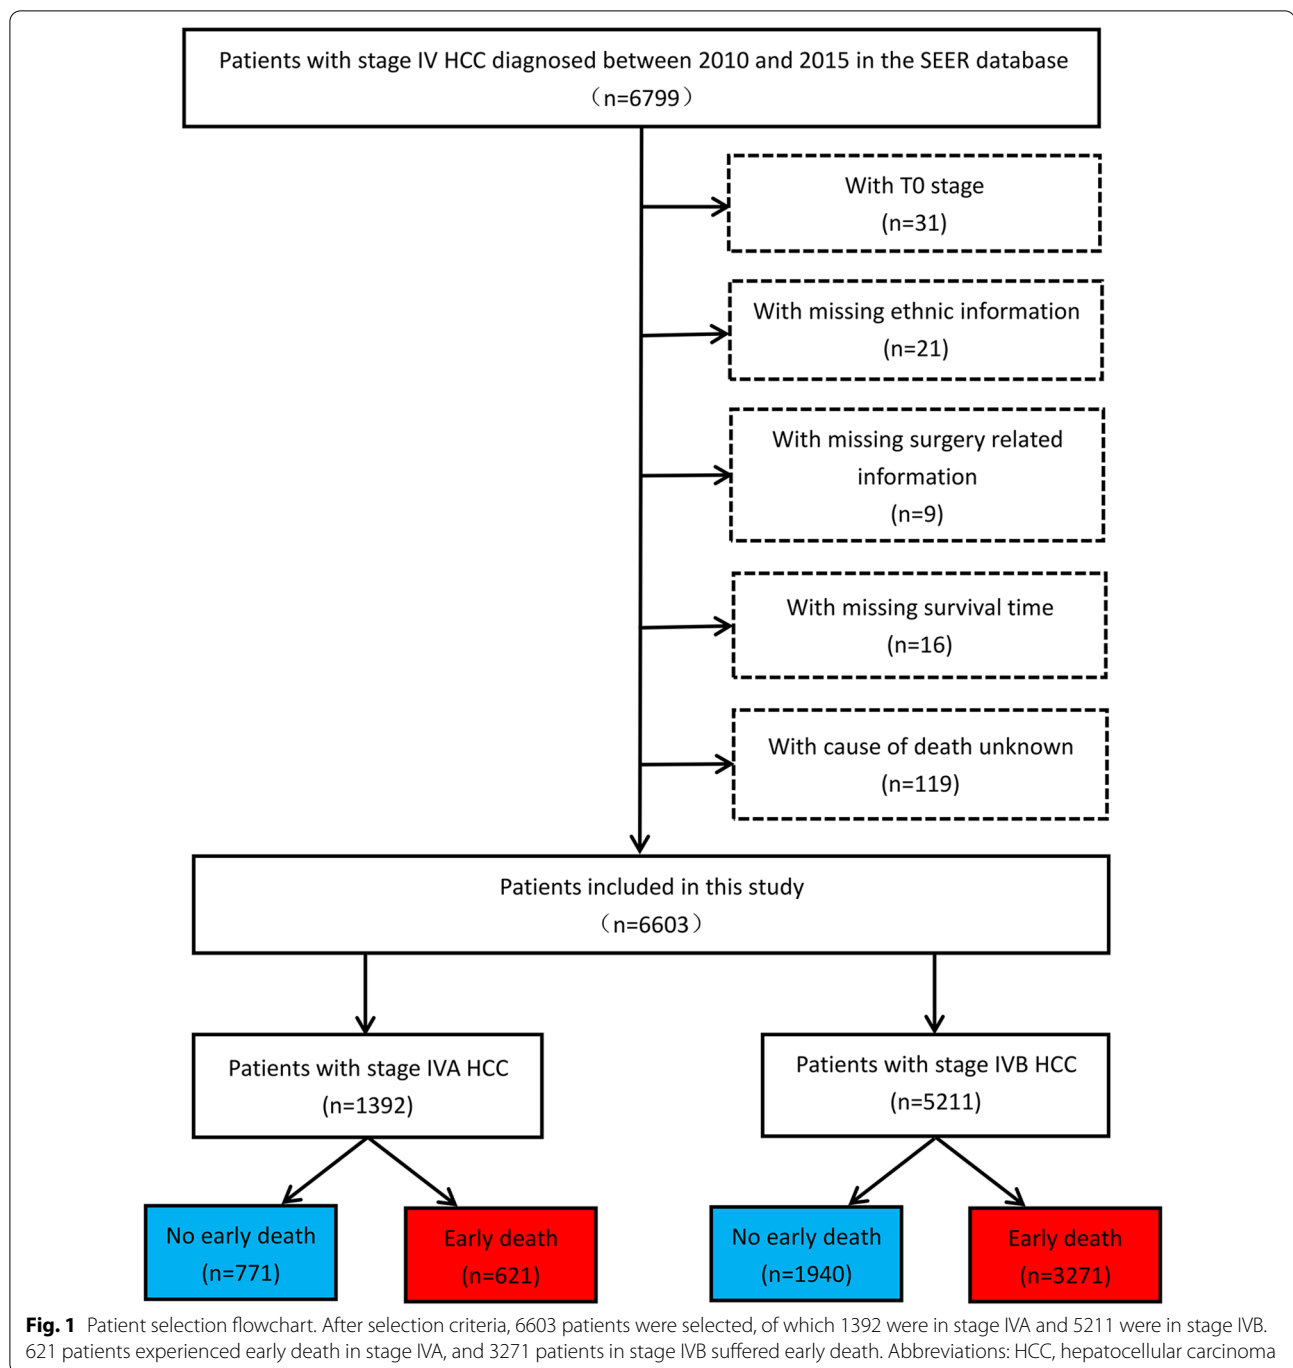 Patients with stage IV HCC diagnosed between 2010 and 2015 in the SEER database
（n=6799）
With T0 stage
(n=31)
With missing ethnic information
(n=21)
With missing surgery related
information
(n=9)
With missing survival time
(n=16)
With cause of death unknown
(n=119)
Patients included in this study
（n=6603）
Patients with stage IVA HCC
(n=1392)
Patients with stage IVB HCC
(n=5211)
No early death
(n=771)
Early death
(n=621)
No early death
(n=1940)
Early death
(n=3271)
Fig. 1 Patient selection flowchart. After selection criteria, 6603 patients were selected, of which 1392 were in stage IVA and 5211 were in stage IVB.
621 patients experienced early death in stage IVA, and 3271 patients in stage IVB suffered early death. Abbreviations: HCC, hepatocellular carcinoma